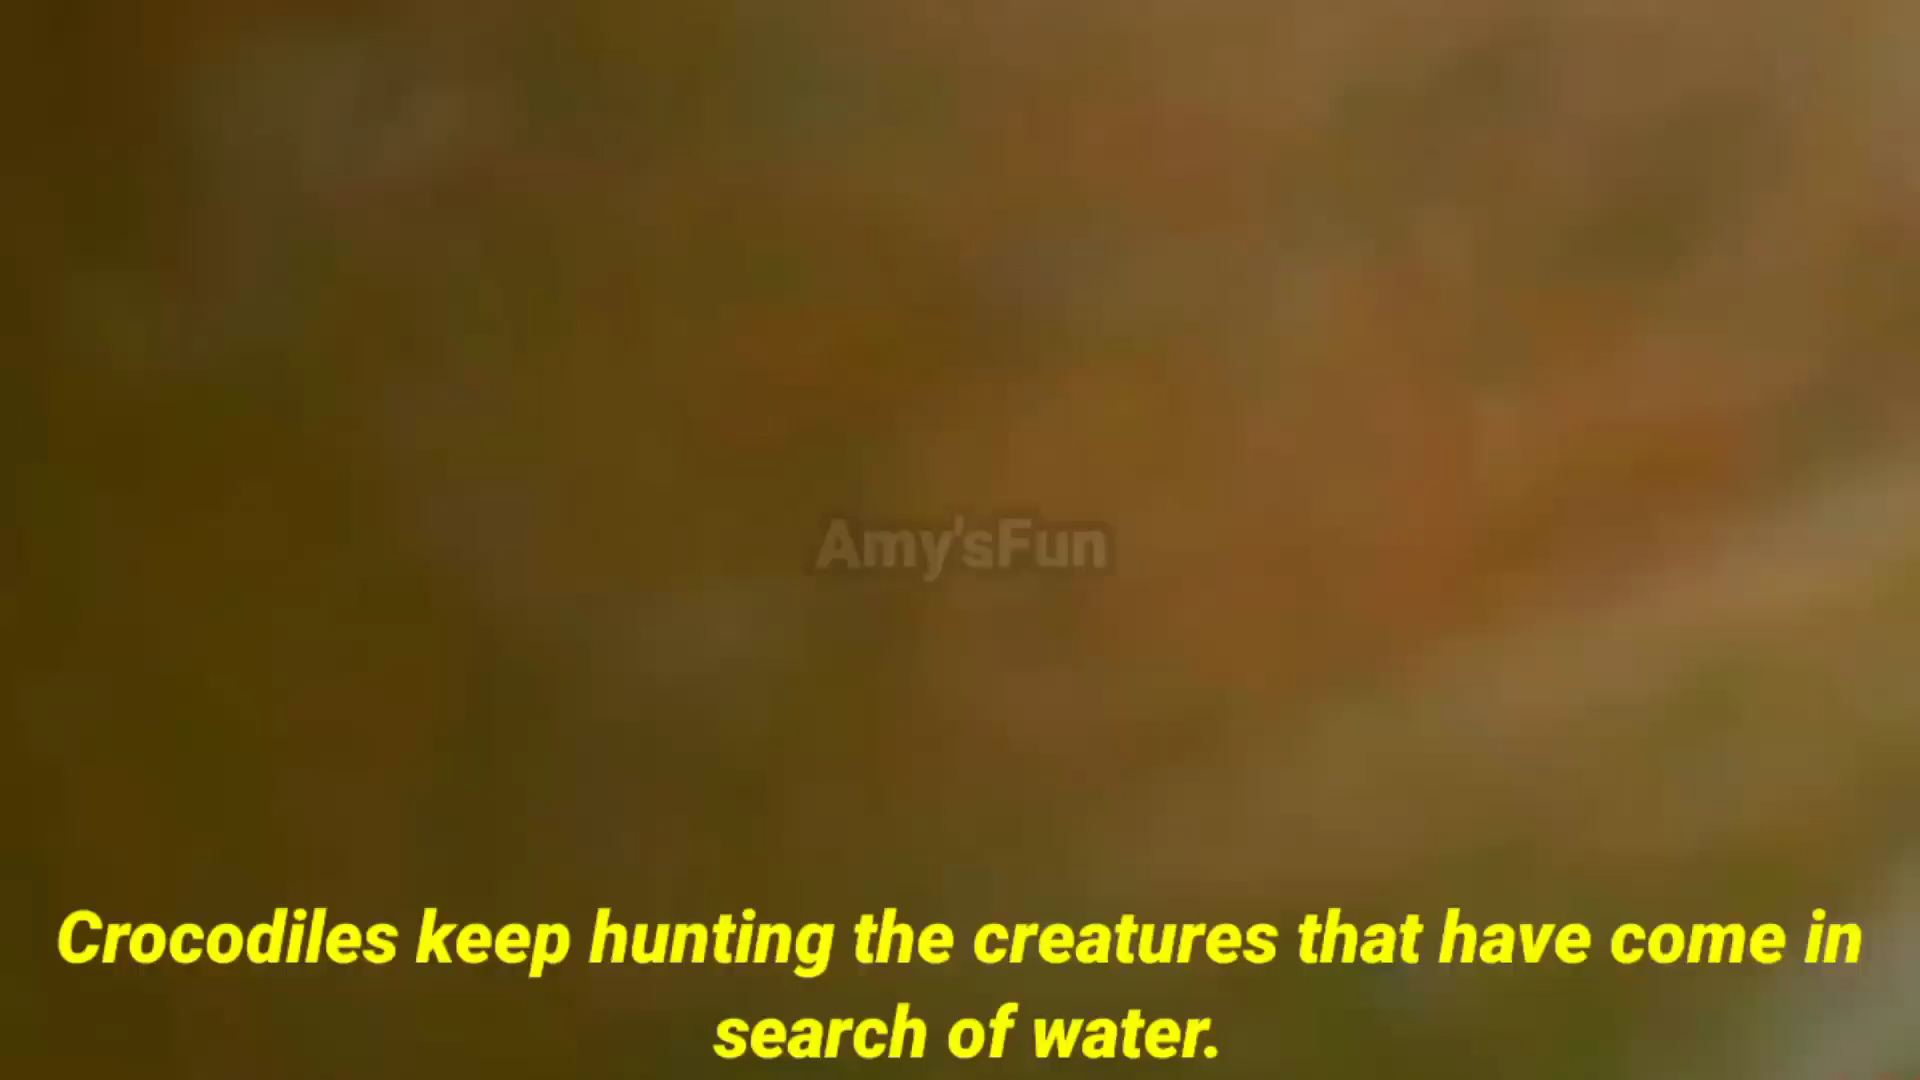 Amy'sFun
Crocodiles keep hunting the creatures that have come in
search of water.